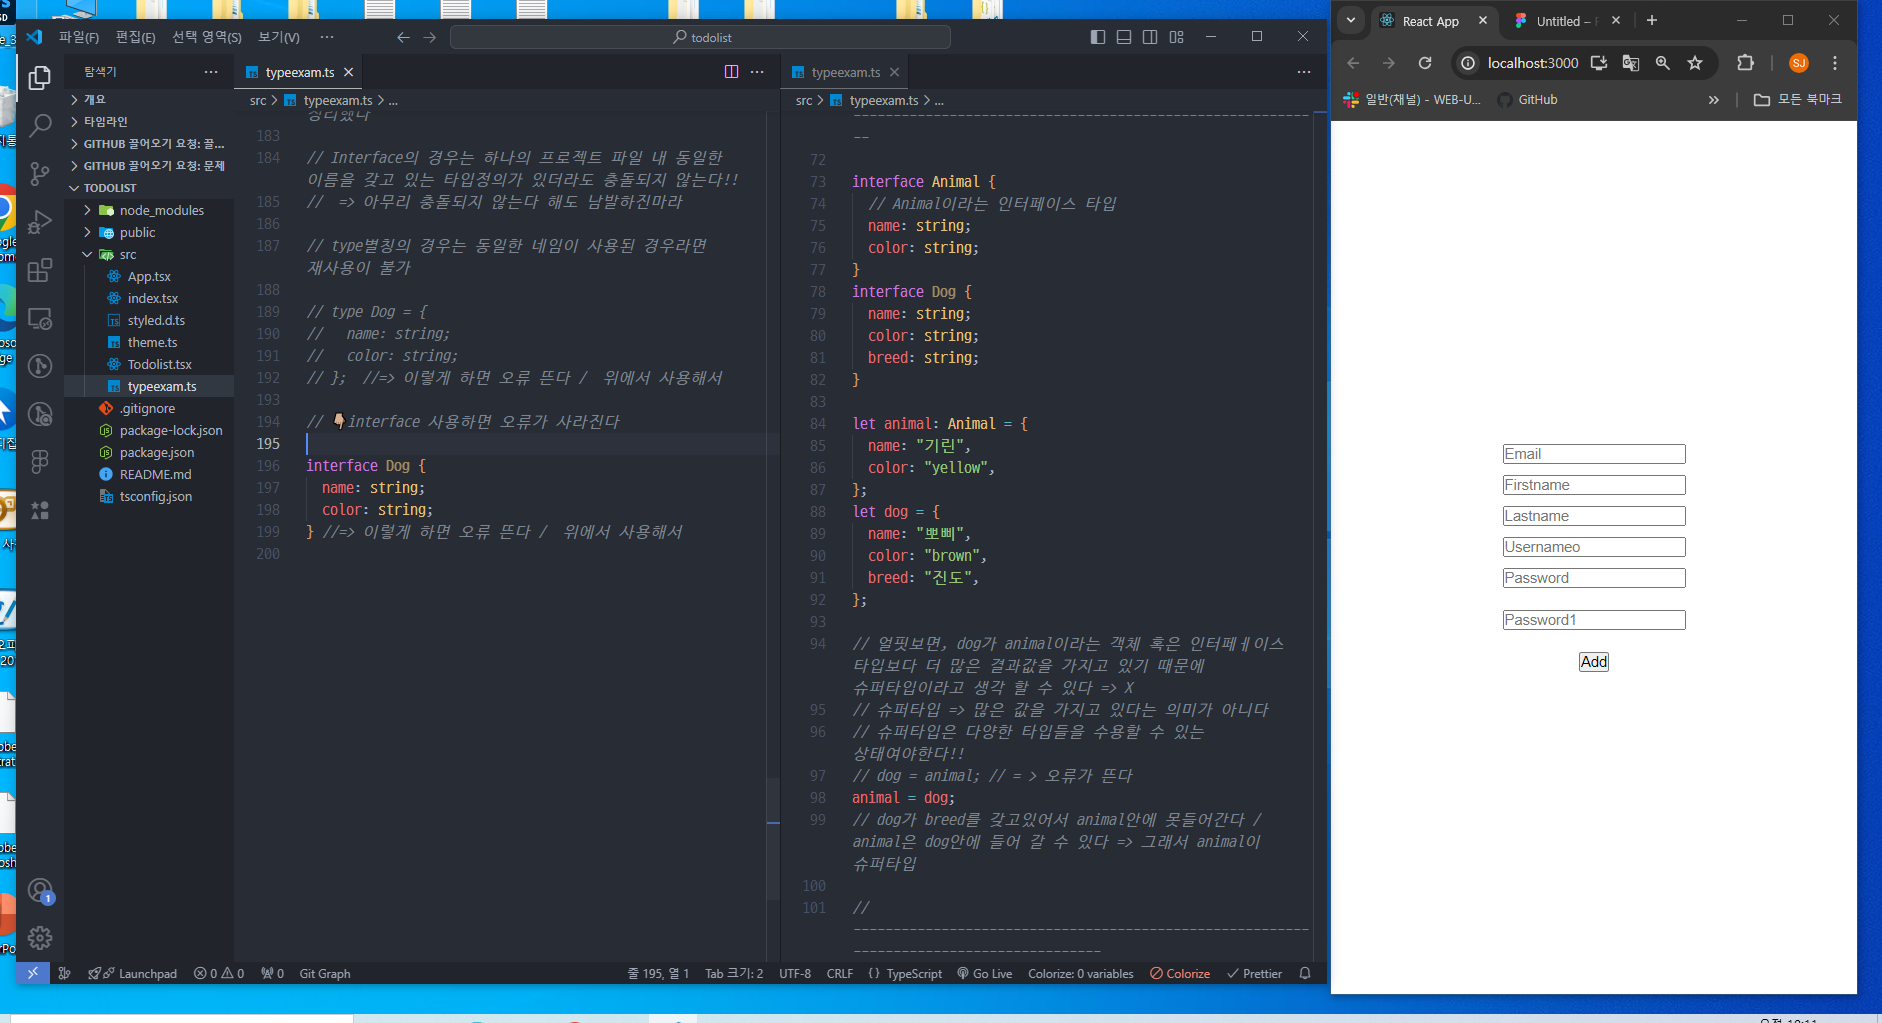 파일(F) 편집(E) 선택 영역(S) 보기(V) ··· todolist
탐색기
개요
타임라인
GITHUB 끌어오기 요청: 끌...
GITHUB 끌어오기 요청: 문제
TODOLIST
node_modules
public
src
App.tsx
index.tsx
styled.d.ts
theme.ts
Todolist.tsx
typeexam.ts
.gitignore
package-lock.json
package.json
README.md
tsconfig.json
typeexam.ts
src > typeexam.ts > ...
정리했다
183
184 // Interface의 경우는 하나의 프로젝트 파일 내 동일한
이름을 갖고 있는 타입정의가 있더라도 충돌되지 않는다!!
185 // => 아무리 충돌되지 않는다 해도 남발하진마라
186
187 // type별칭의 경우는 동일한 네임이 사용된 경우라면
재사용이 불가
188
189 // type Dog = {
190 //   name: string;
191 //   color: string;
192 // };  //=> 이렇게 하면 오류 뜬다 /  위에서 사용해서
193
194 // 👇interface 사용하면 오류가 사라진다
195
196 interface Dog {
197   name: string;
198   color: string;
199 } //=> 이렇게 하면 오류 뜬다 /  위에서 사용해서
200
typeexam.ts
src > typeexam.ts > ...
72
73 interface Animal {
74   // Animal이라는 인터페이스 타입
75   name: string;
76   color: string;
77 }
78 interface Dog {
79   name: string;
80   color: string;
81   breed: string;
82 }
83
84 let animal: Animal = {
85   name: "기린",
86   color: "yellow",
87 };
88 let dog = {
89   name: "뽀삐",
90   color: "brown",
91   breed: "진도",
92 };
93
94 // 얼핏보면, dog가 animal이라는 객체 혹은 인터페ㅔ이스
타입보다 더 많은 결과값을 가지고 있기 때문에
슈퍼타입이라고 생각 할 수 있다 => X
95 // 슈퍼타입 => 많은 값을 가지고 있다는 의미가 아니다
96 // 슈퍼타입은 다양한 타입들을 수용할 수 있는
상태여야한다!!
97 // dog = animal; // = > 오류가 뜬다
98 animal = dog;
99 // dog가 breed를 갖고있어서 animal안에 못들어간다 /
animal은 dog안에 들어 갈 수 있다 => 그래서 animal이
슈퍼타입
100
101 //
Launchpad 0 0 0 Git Graph 줄 195, 열 1 Tab 크기: 2 UTF-8 CRLF {} TypeScript Go Live Colorize: 0 variables Colorize Prettier
React App
Untitled –
localhost:3000
SJ
일반(채널) - WEB-U... GitHub » 모든 북마크
Email
Firstname
Lastname
Usernameo
Password
Password1
Add